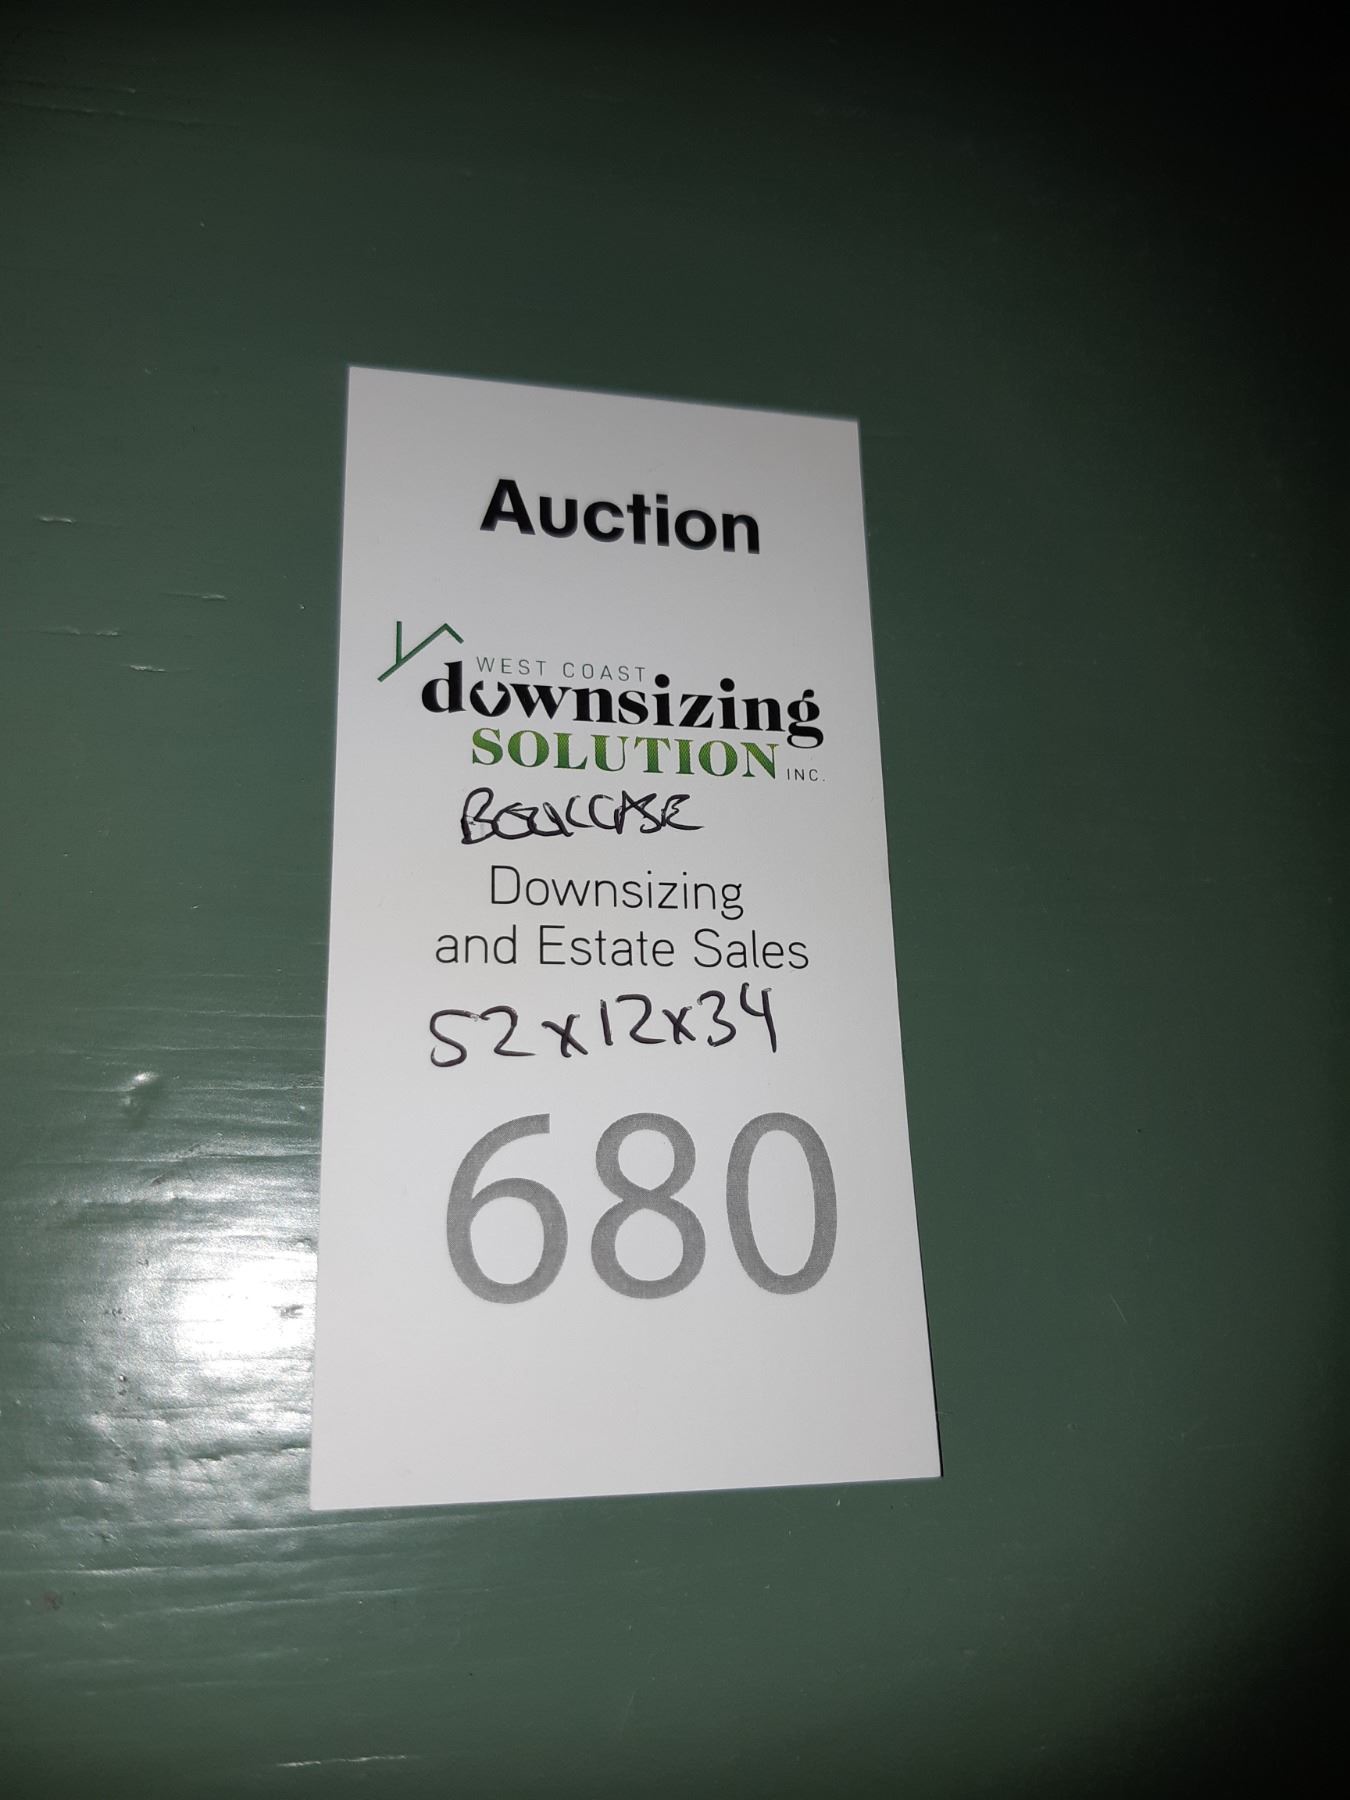 Auction
WEST COAST
downsizing
SOLUTION INC.
BOOKCASE
Downsizing
and Estate Sales
52x12x34
680